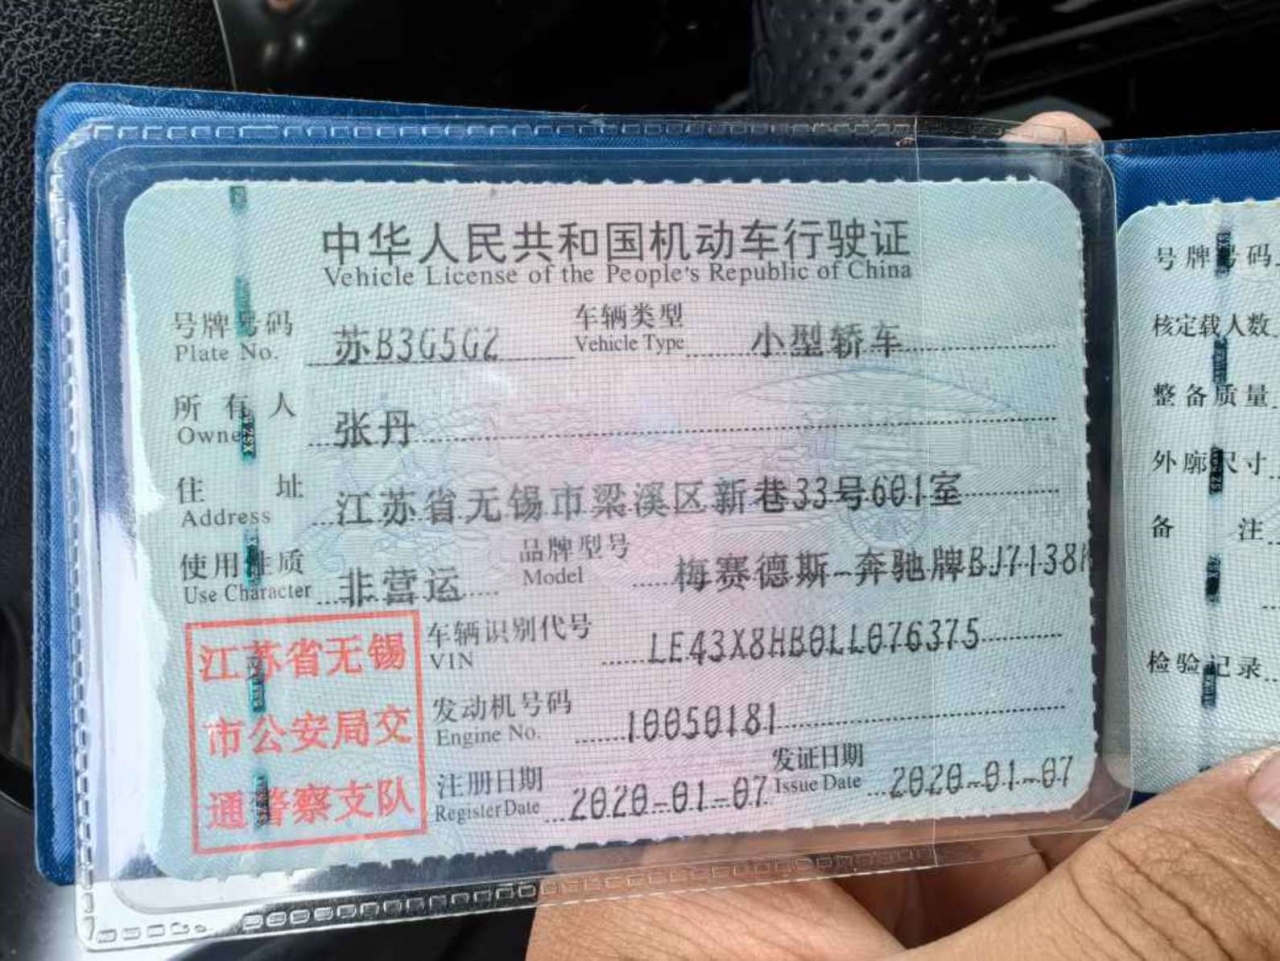 中华人民共和国机动车行驶证
Vehicle License of the People's Republic of China
号牌号码 苏B3G5G2 车辆类型 小型轿车
Plate No. Vehicle Type
所有人 张丹
Owner
住址 江苏省无锡市梁溪区新巷33号601室
Address
使用性质 非营运 品牌型号 梅赛德斯-奔驰牌BJ7138
Use Character Model
车辆识别代号 LE43X8HB0LL076375
VIN
发动机号码 10050181
Engine No.
注册日期 2020-01-07 发证日期 2020-01-07
Register Date Issue Date
江苏省无锡
市公安局交
通警察支队
号牌号码
核定载人数
整备质量
外廓尺寸
备注
检验记录